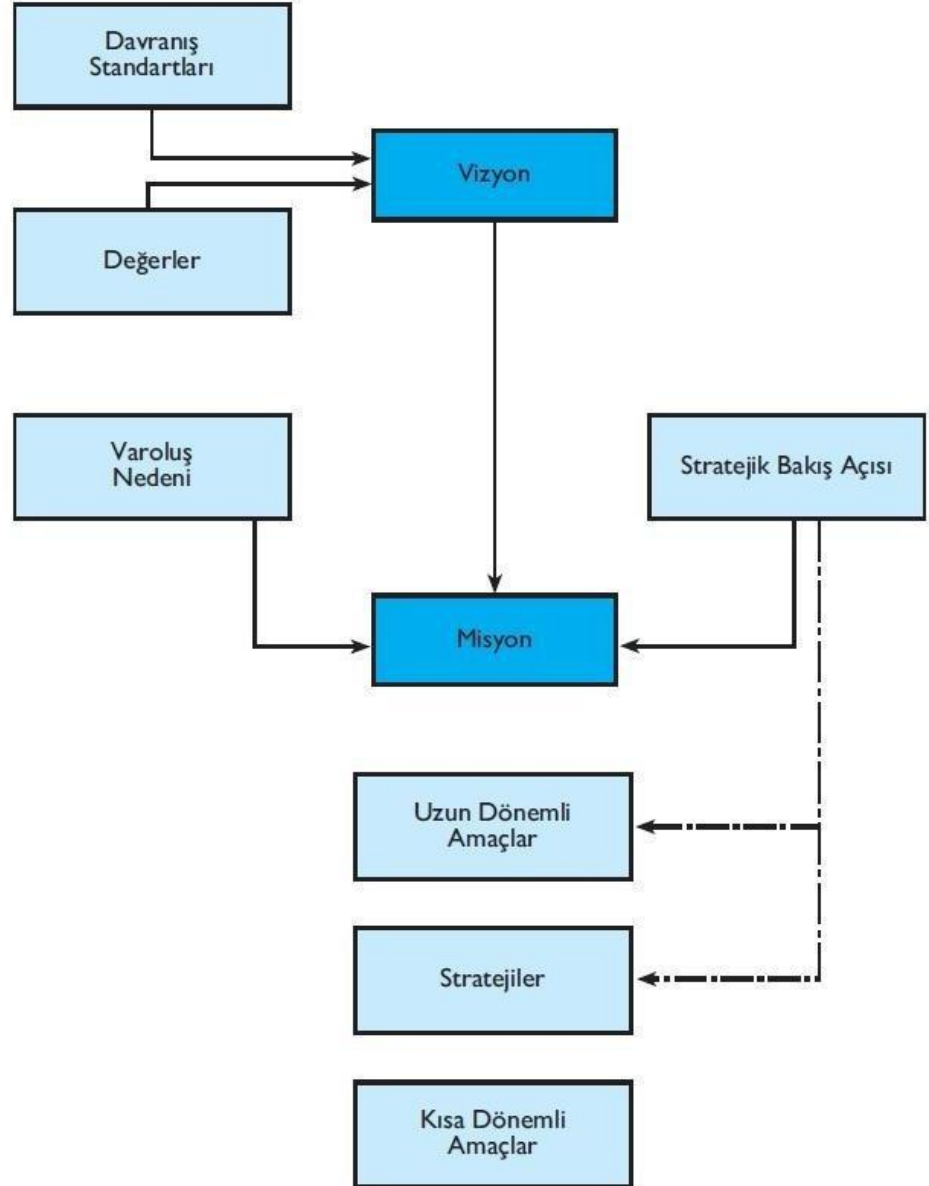 Davranış
Standartları
Vizyon
Değerler
Varoluş
Nedeni
Stratejik Bakış Açısı
Misyon
Uzun Dönemli
Amaçlar
Stratejiler
Kısa Dönemli
Amaçlar